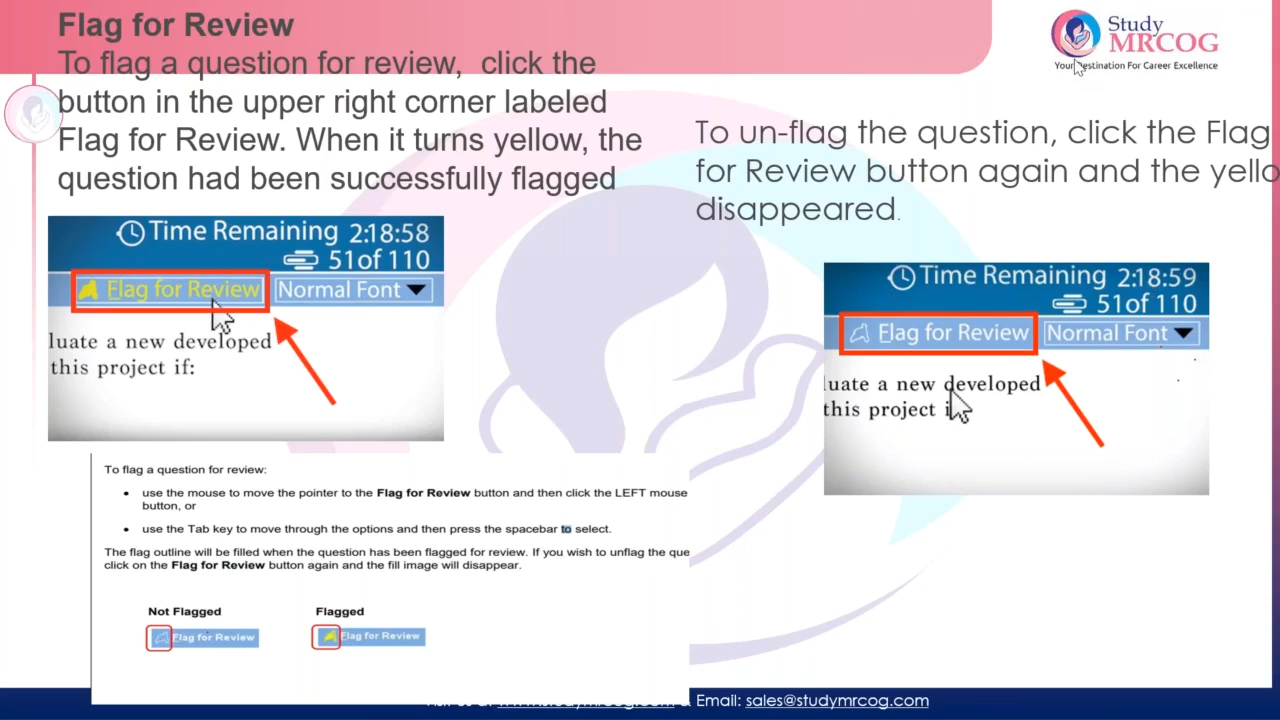 Flag for Review
To flag a question for review, click the
button in the upper right corner labeled
Flag for Review. When it turns yellow, the
question had been successfully flagged
Study
MRCOG
Your Destination For Career Excellence
To un-flag the question, click the Flag
for Review button again and the yello
disappeared.
Time Remaining 2:18:58
51 of 110
Flag for Review Normal Font
luate a new developed
this project if:
Time Remaining 2:18:59
51 of 110
Flag for Review Normal Font
luate a new developed
this project i
To flag a question for review:
• use the mouse to move the pointer to the Flag for Review button and then click the LEFT mouse
button, or
• use the Tab key to move through the options and then press the spacebar to select.
The flag outline will be filled when the question has been flagged for review. If you wish to unflag the que
click on the Flag for Review button again and the fill image will disappear.
Not Flagged Flagged
Flag for Review Flag for Review
Email: sales@studymrcog.com